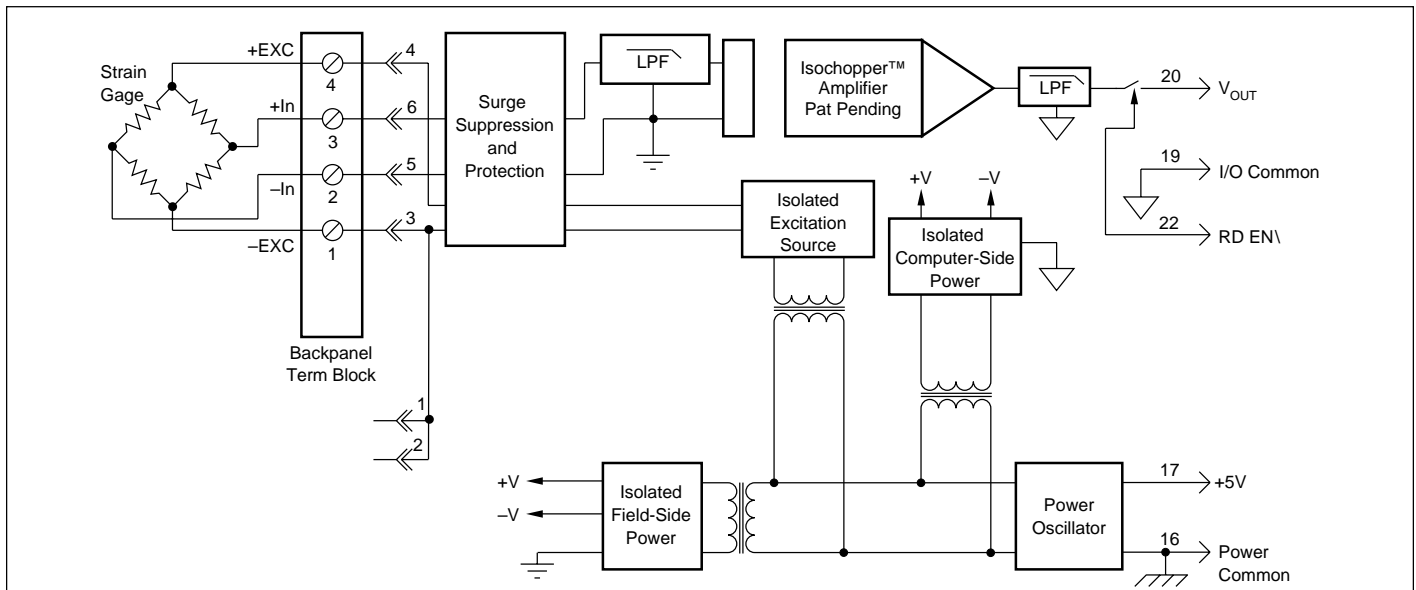 Strain
Gage
+EXC
+In
–In
–EXC
4
3
2
1
4
6
5
3
1
2
Backpanel
Term Block
Surge
Suppression
and
Protection
LPF
Isochopper™
Amplifier
Pat Pending
LPF
20
V_OUT
19
I/O Common
22
RD EN\
Isolated
Excitation
Source
+V
–V
Isolated
Computer-Side
Power
+V
–V
Isolated
Field-Side
Power
Power
Oscillator
17
+5V
16
Power
Common